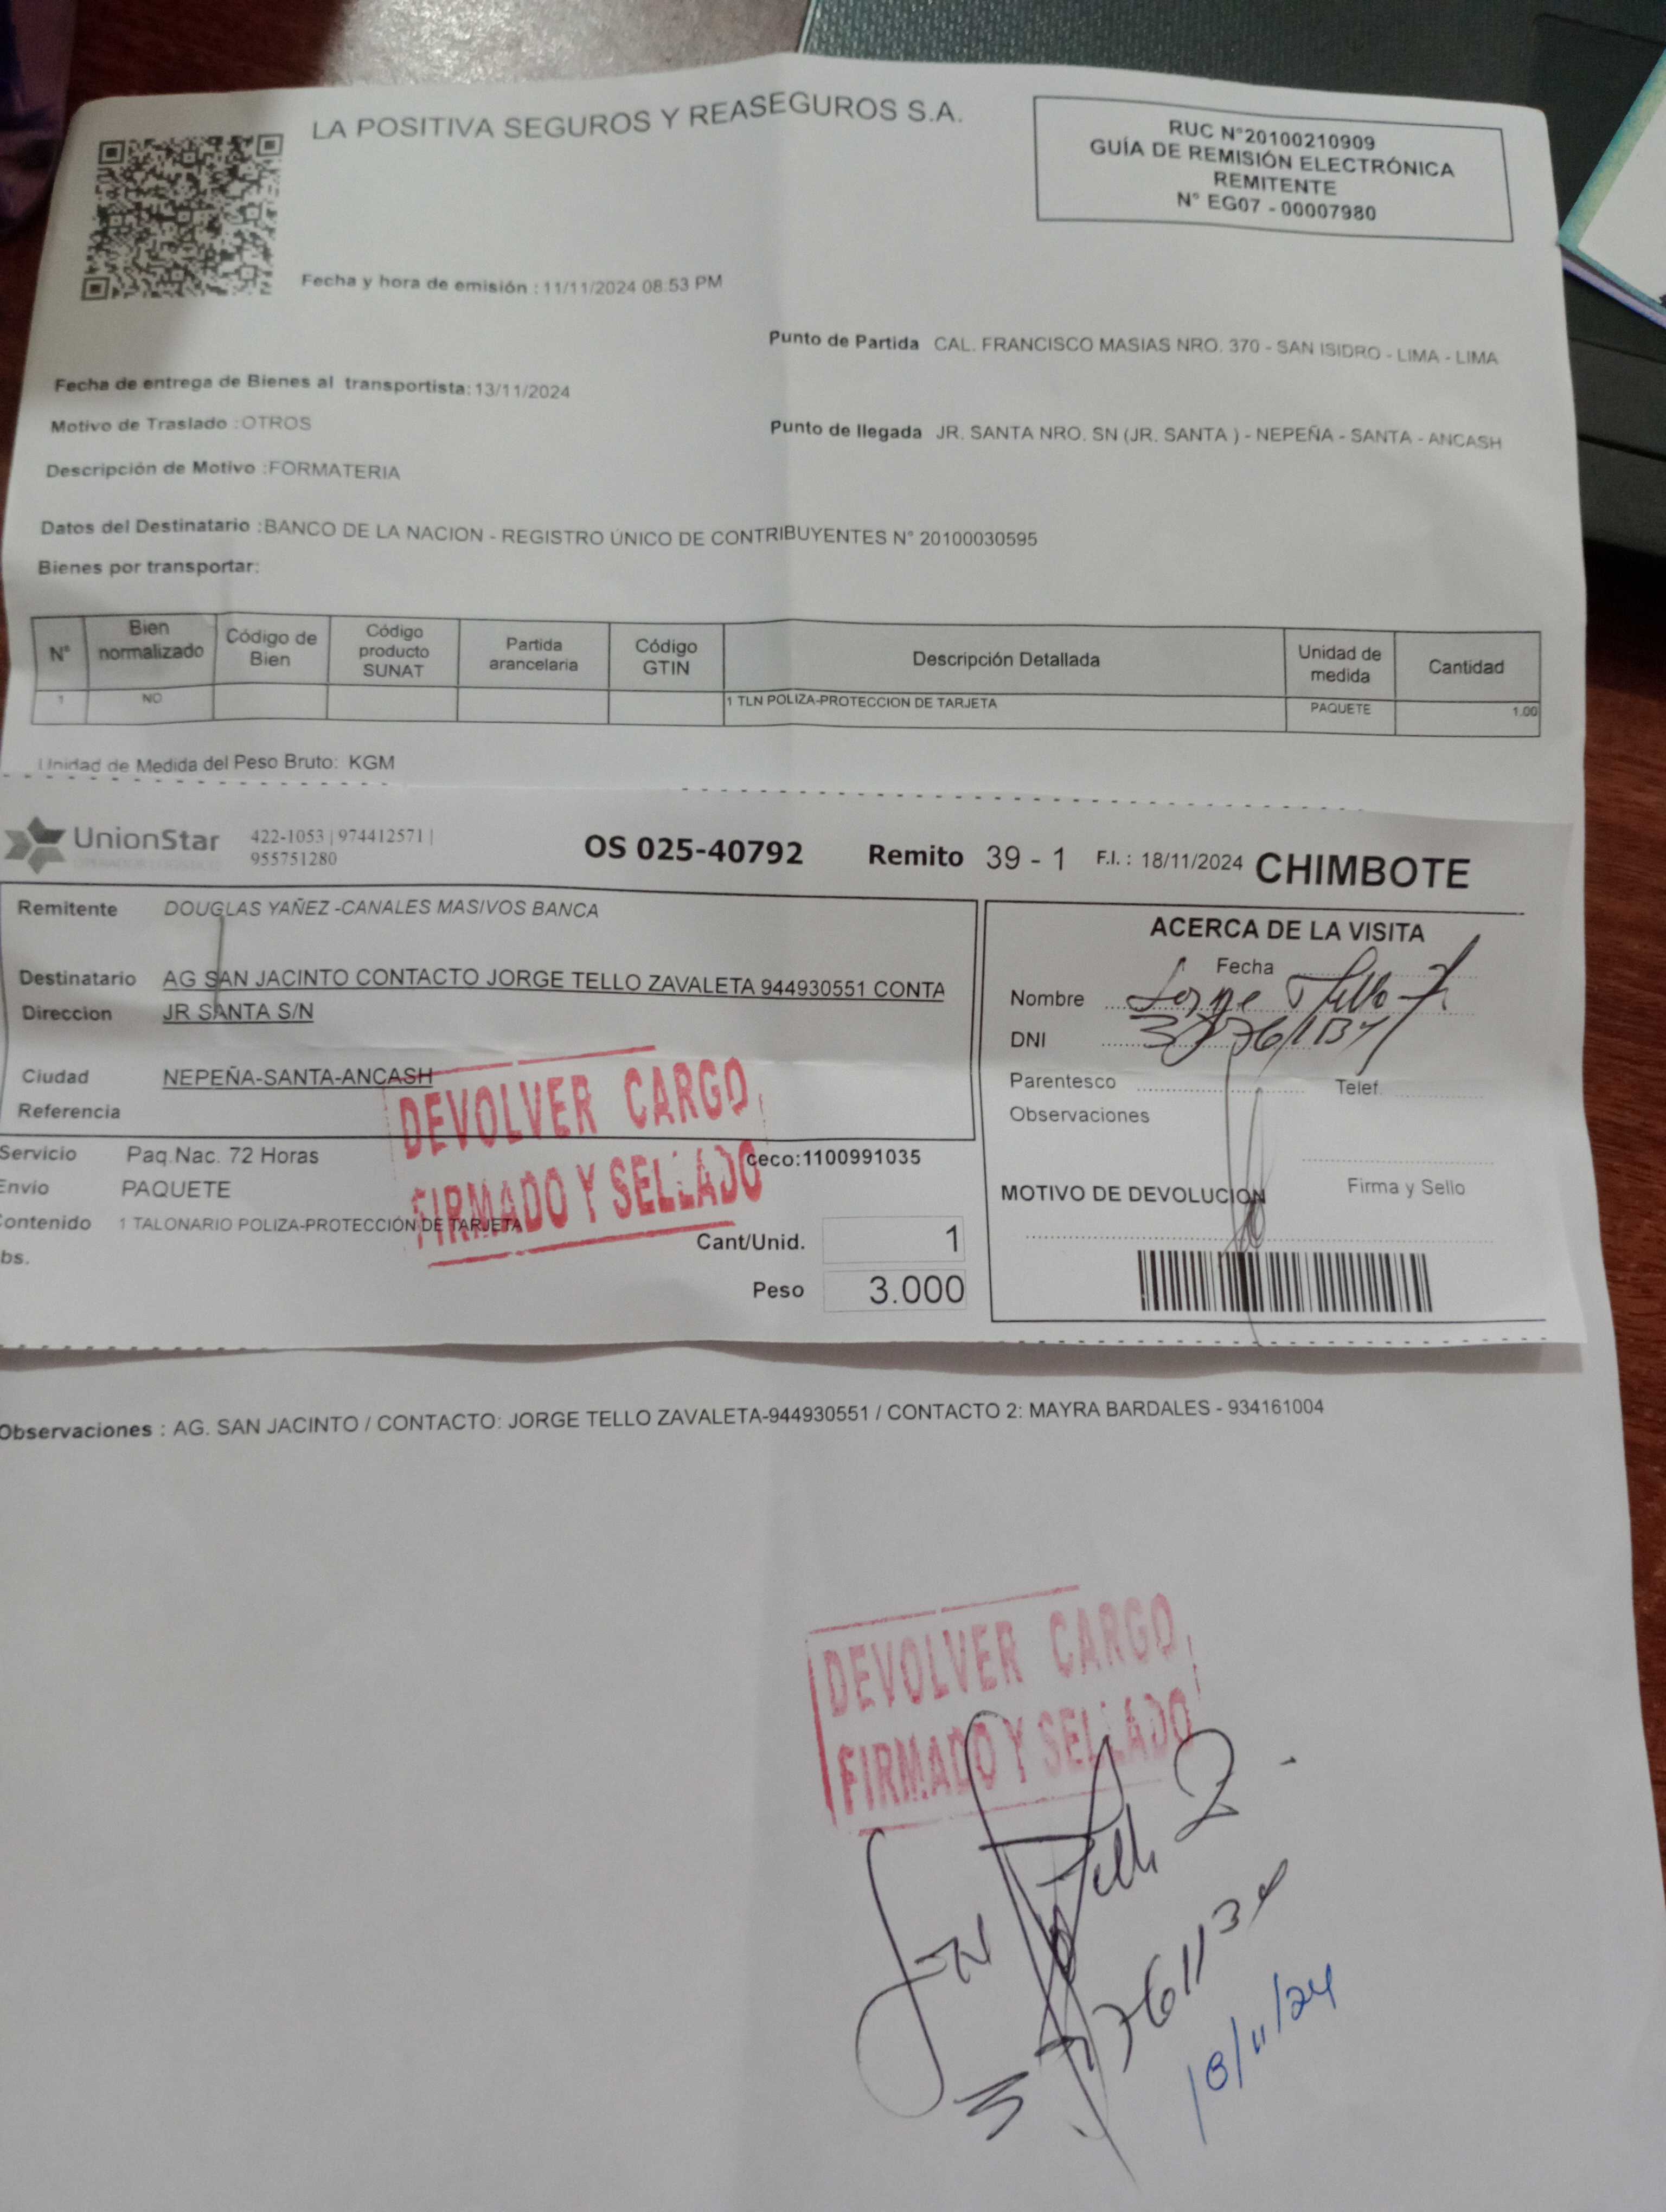 LA POSITIVA SEGUROS Y REASEGUROS S.A.
RUC N°20100210909
GUÍA DE REMISIÓN ELECTRÓNICA
REMITENTE
N° EG07 - 00007980
Fecha y hora de emisión : 11/11/2024 08:53 PM
Punto de Partida CAL. FRANCISCO MASIAS NRO. 370 - SAN ISIDRO - LIMA - LIMA
Fecha de entrega de Bienes al transportista: 13/11/2024
Motivo de Traslado :OTROS
Punto de llegada JR. SANTA NRO. SN (JR. SANTA ) - NEPEÑA - SANTA - ANCASH
Descripción de Motivo :FORMATERIA
Datos del Destinatario :BANCO DE LA NACION - REGISTRO ÚNICO DE CONTRIBUYENTES N° 20100030595
Bienes por transportar:
N° Bien normalizado Código de Bien Código producto SUNAT Partida arancelaria Código GTIN Descripción Detallada Unidad de medida Cantidad
1 NO 1 TLN POLIZA-PROTECCION DE TARJETA PAQUETE 1.00
Unidad de Medida del Peso Bruto: KGM
UnionStar 422-1053 | 974412571 |
955751280
OS 025-40792 Remito 39 - 1 F.I. : 18/11/2024 CHIMBOTE
Remitente DOUGLAS YAÑEZ -CANALES MASIVOS BANCA
Destinatario AG SAN JACINTO CONTACTO JORGE TELLO ZAVALETA 944930551 CONTA
Direccion JR SANTA S/N
Ciudad NEPEÑA-SANTA-ANCASH
Referencia
ACERCA DE LA VISITA
Fecha
Nombre Jorge Tello Z
DNI
Parentesco Telef.
Observaciones
Firma y Sello
MOTIVO DE DEVOLUCION
DEVOLVER CARGO
FIRMADO Y SELLADO
Servicio Paq.Nac. 72 Horas ceco:1100991035
Envio PAQUETE
Contenido 1 TALONARIO POLIZA-PROTECCIÓN DE TARJETA
bs.
Cant/Unid. 1
Peso 3.000
Observaciones : AG. SAN JACINTO / CONTACTO: JORGE TELLO ZAVALETA-944930551 / CONTACTO 2: MAYRA BARDALES - 934161004
DEVOLVER CARGO
FIRMADO Y SELLADO
Tello Z
18/11/24